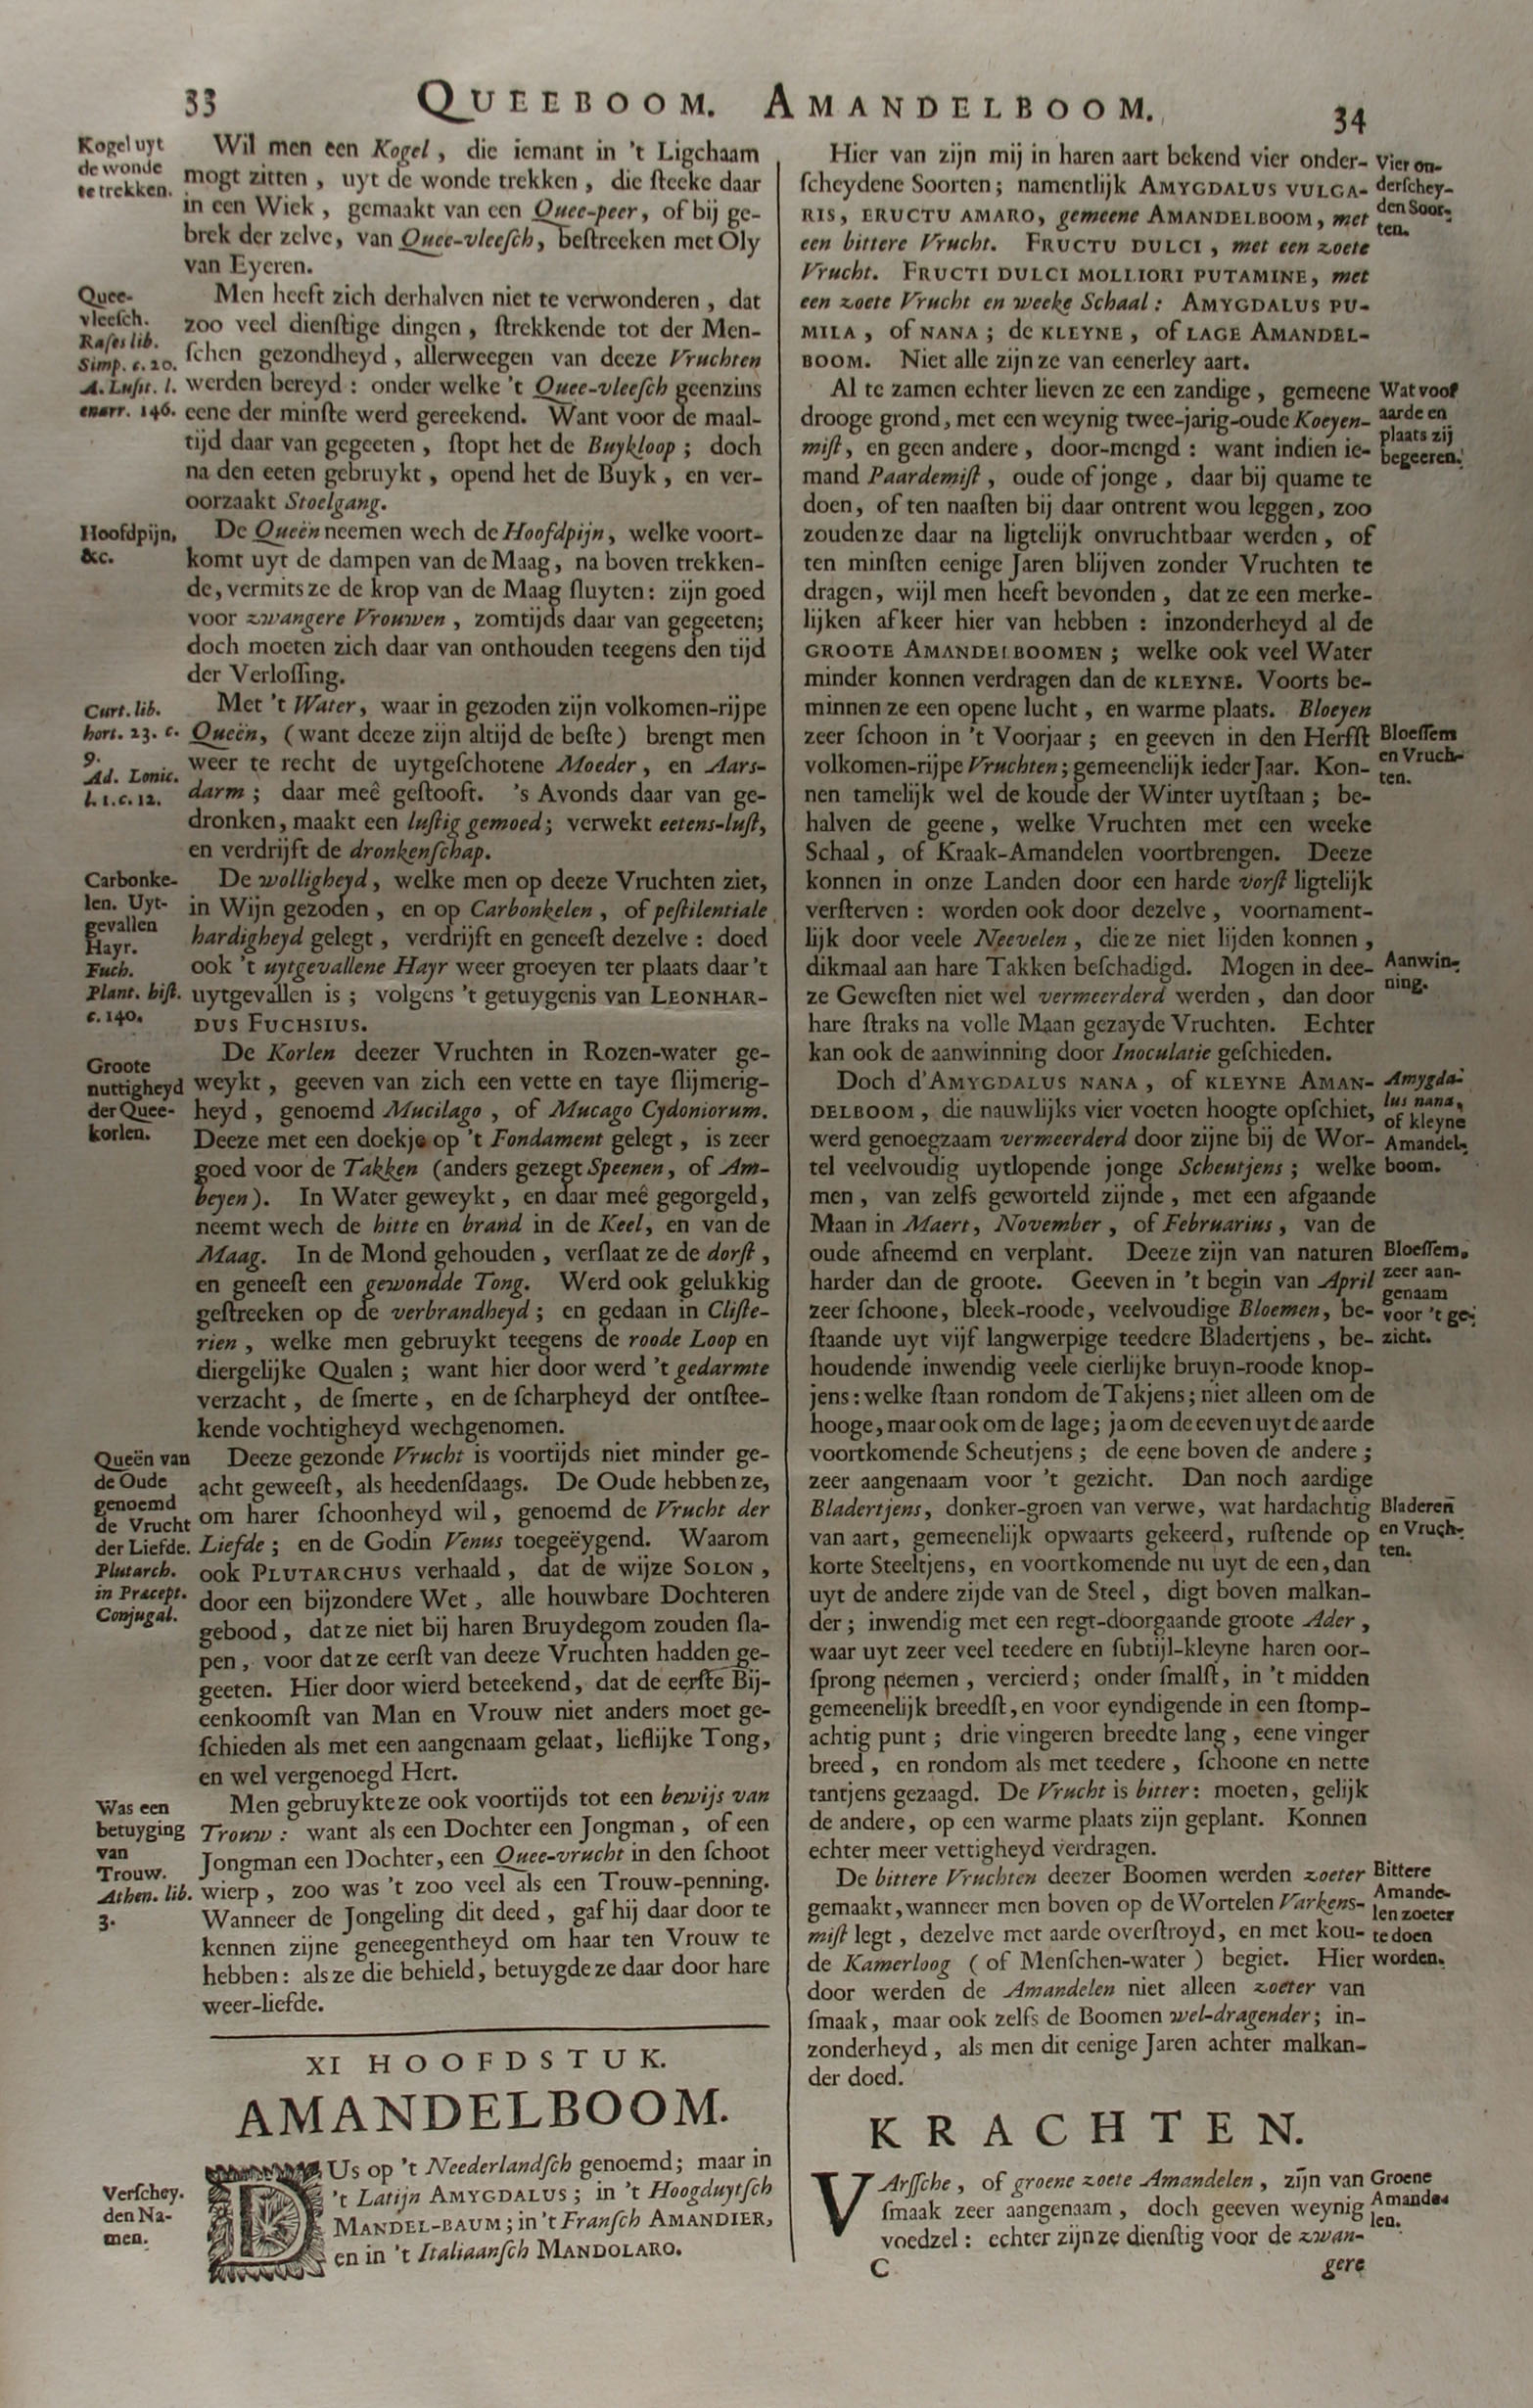 33 QUEEBOOM. AMANDELBOOM. 34
Kogel uyt
de wonde
te trekken.
Wil men een Kogel, die iemant in 't Ligchaam
mogt zitten, uyt de wonde trekken, die ſteeke daar
in een Wiek, gemaakt van een Quee-peer, of bij ge-
brek der zelve, van Quee-vleeſch, beſtreeken met Oly
van Eyeren.
Quee-
vleeſch.
Raſes lib.
Simp. c. 20.
A. Luſit. l.
enarr. 146.
Men heeft zich derhalven niet te verwonderen, dat
zoo veel dienſtige dingen, ſtrekkende tot der Men-
ſchen gezondheyd, allerweegen van deeze Vruchten
werden bereyd: onder welke 't Quee-vleeſch geenzins
eene der minſte werd gereekend. Want voor de maal-
tijd daar van gegeeten, ſtopt het de Buykloop; doch
na den eeten gebruykt, opend het de Buyk, en ver-
oorzaakt Stoelgang.
Hoofdpijn,
&c.
De Queën neemen wech de Hoofdpijn, welke voort-
komt uyt de dampen van de Maag, na boven trekken-
de, vermits ze de krop van de Maag ſluyten: zijn goed
voor zwangere Vrouwen, zomtijds daar van gegeeten;
doch moeten zich daar van onthouden teegens den tijd
der Verloſſing.
Curt. lib.
hort. 23. c.
9.
Ad. Lonic.
l. 1. c. 12.
Met 't Water, waar in gezoden zijn volkomen-rijpe
Queën, (want deeze zijn altijd de beſte) brengt men
weer te recht de uytgeſchotene Moeder, en Aars-
darm; daar meê geſtooft. 's Avonds daar van ge-
dronken, maakt een luſtig gemoed; verwekt eetens-luſt,
en verdrijft de dronkenſchap.
Carbonke-
len. Uyt-
gevallen
Hayr.
Fuch.
Plant. hiſt.
c. 140.
De wolligheyd, welke men op deeze Vruchten ziet,
in Wijn gezoden, en op Carbonkelen, of peſtilentiale
hardigheyd gelegt, verdrijft en geneeſt dezelve: doed
ook 't uytgevallene Hayr weer groeyen ter plaats daar 't
uytgevallen is; volgens 't getuygenis van LEONHAR-
DUS FUCHSIUS.
Groote
nuttigheyd
der Quee-
korlen.
De Korlen deezer Vruchten in Rozen-water ge-
weykt, geeven van zich een vette en taye ſlijmerig-
heyd, genoemd Mucilago, of Mucago Cydoniorum.
Deeze met een doekje op 't Fondament gelegt, is zeer
goed voor de Takken (anders gezegt Speenen, of Am-
beyen). In Water geweykt, en daar meê gegorgeld,
neemt wech de hitte en brand in de Keel, en van de
Maag. In de Mond gehouden, verſlaat ze de dorſt,
en geneeſt een gewondde Tong. Werd ook gelukkig
geſtreeken op de verbrandheyd; en gedaan in Cliſte-
rien, welke men gebruykt teegens de roode Loop en
diergelijke Qualen; want hier door werd 't gedarmte
verzacht, de ſmerte, en de ſcharpheyd der ontſtee-
kende vochtigheyd wechgenomen.
Queën van
de Oude
genoemd
de Vrucht
der Liefde.
Plutarch.
in Præcept.
Conjugal.
Deeze gezonde Vrucht is voortijds niet minder ge-
acht geweeſt, als heedenſdaags. De Oude hebben ze,
om harer ſchoonheyd wil, genoemd de Vrucht der
Liefde; en de Godin Venus toegeëygend. Waarom
ook PLUTARCHUS verhaald, dat de wijze SOLON,
door een bijzondere Wet, alle houwbare Dochteren
gebood, dat ze niet bij haren Bruydegom zouden ſla-
pen, voor dat ze eerſt van deeze Vruchten hadden ge-
geeten. Hier door wierd beteekend, dat de eerſte Bij-
eenkoomſt van Man en Vrouw niet anders moet ge-
ſchieden als met een aangenaam gelaat, lieflijke Tong,
en wel vergenoegd Hert.
Was een
betuyging
van
Trouw.
Athen. lib.
3.
Men gebruykte ze ook voortijds tot een bewijs van
Trouw: want als een Dochter een Jongman, of een
Jongman een Dochter, een Quee-vrucht in den ſchoot
wierp, zoo was 't zoo veel als een Trouw-penning.
Wanneer de Jongeling dit deed, gaf hij daar door te
kennen zijne geneegentheyd om haar ten Vrouw te
hebben: als ze die behield, betuygde ze daar door hare
weer-liefde.
XI HOOFDSTUK.
AMANDELBOOM.
Verſchey.
den Na-
men.
DUs op 't Neederlandſch genoemd; maar in
't Latijn AMYGDALUS; in 't Hoogduytſch
MANDEL-BAUM; in 't Franſch AMANDIER,
en in 't Italiaanſch MANDOLARO.
Hier van zijn mij in haren aart bekend vier onder-
ſcheydene Soorten; namentlijk AMYGDALUS VULGA-
RIS, ERUCTU AMARO, gemeene AMANDELBOOM, met
een bittere Vrucht. FRUCTU DULCI, met een zoete
Vrucht. FRUCTI DULCI MOLLIORI PUTAMINE, met
een zoete Vrucht en weeke Schaal: AMYGDALUS PU-
MILA, of NANA; de KLEYNE, of LAGE AMANDEL-
BOOM. Niet alle zijn ze van eenerley aart.
Vier on-
derſchey-
den Soor-
ten.
Al te zamen echter lieven ze een zandige, gemeene
drooge grond, met een weynig twee-jarig-oude Koeyen-
miſt, en geen andere, door-mengd: want indien ie-
mand Paardemiſt, oude of jonge, daar bij quame te
doen, of ten naaſten bij daar ontrent wou leggen, zoo
zouden ze daar na ligtelijk onvruchtbaar werden, of
ten minſten eenige Jaren blijven zonder Vruchten te
dragen, wijl men heeft bevonden, dat ze een merke-
lijken afkeer hier van hebben: inzonderheyd al de
GROOTE AMANDELBOOMEN; welke ook veel Water
minder konnen verdragen dan de KLEYNE. Voorts be-
minnen ze een opene lucht, en warme plaats. Bloeyen
zeer ſchoon in 't Voorjaar; en geeven in den Herfſt
volkomen-rijpe Vruchten; gemeenelijk ieder Jaar. Kon-
nen tamelijk wel de koude der Winter uytſtaan; be-
halven de geene, welke Vruchten met een weeke
Schaal, of Kraak-Amandelen voortbrengen. Deeze
konnen in onze Landen door een harde vorſt ligtelijk
verſterven: worden ook door dezelve, voornament-
lijk door veele Neevelen, die ze niet lijden konnen,
dikmaal aan hare Takken beſchadigd. Mogen in dee-
ze Geweſten niet wel vermeerderd werden, dan door
hare ſtraks na volle Maan gezayde Vruchten. Echter
kan ook de aanwinning door Inoculatie geſchieden.
Wat voor
aarde en
plaats zij
begeeren.
Bloeſſem
en Vruch-
ten.
Aanwin-
ning.
Doch d'AMYGDALUS NANA, of KLEYNE AMAN-
DELBOOM, die nauwlijks vier voeten hoogte opſchiet,
werd genoegzaam vermeerderd door zijne bij de Wor-
tel veelvoudig uytlopende jonge Scheutjens; welke
men, van zelfs geworteld zijnde, met een afgaande
Maan in Maert, November, of Februarius, van de
oude afneemd en verplant. Deeze zijn van naturen
harder dan de groote. Geeven in 't begin van April
zeer ſchoone, bleek-roode, veelvoudige Bloemen, be-
ſtaande uyt vijf langwerpige teedere Bladertjens, be-
houdende inwendig veele cierlijke bruyn-roode knop-
jens: welke ſtaan rondom de Takjens; niet alleen om de
hooge, maar ook om de lage; ja om de eeven uyt de aarde
voortkomende Scheutjens; de eene boven de andere;
zeer aangenaam voor 't gezicht. Dan noch aardige
Bladertjens, donker-groen van verwe, wat hardachtig
van aart, gemeenelijk opwaarts gekeerd, ruſtende op
korte Steeltjens, en voortkomende nu uyt de een, dan
uyt de andere zijde van de Steel, digt boven malkan-
der; inwendig met een regt-doorgaande groote Ader,
waar uyt zeer veel teedere en ſubtijl-kleyne haren oor-
ſprong neemen, vercierd; onder ſmalſt, in 't midden
gemeenelijk breedſt, en voor eyndigende in een ſtomp-
achtig punt; drie vingeren breedte lang, eene vinger
breed, en rondom als met teedere, ſchoone en nette
tantjens gezaagd. De Vrucht is bitter: moeten, gelijk
de andere, op een warme plaats zijn geplant. Konnen
echter meer vettigheyd verdragen.
Amygda-
lus nana,
of kleyne
Amandel-
boom.
Bloeſſem,
zeer aan-
genaam
voor 't ge-
zicht.
Bladeren
en Vruch-
ten.
De bittere Vruchten deezer Boomen werden zoeter
gemaakt, wanneer men boven op de Wortelen Varkens-
miſt legt, dezelve met aarde overſtroyd, en met kou-
de Kamerloog (of Menſchen-water) begiet. Hier
door werden de Amandelen niet alleen zoeter van
ſmaak, maar ook zelfs de Boomen wel-dragender; in-
zonderheyd, als men dit eenige Jaren achter malkan-
der doed.
Bittere
Amande-
len zoeter
te doen
worden.
KRACHTEN.
VArſſche, of groene zoete Amandelen, zijn van
ſmaak zeer aangenaam, doch geeven weynig
voedzel: echter zijn ze dienſtig voor de zwan-
Groene
Amande-
len.
C gere